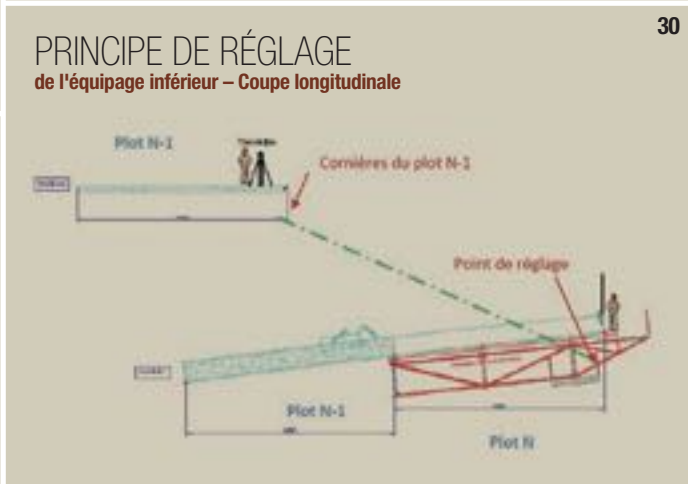 30
PRINCIPE DE RÉGLAGE
de l'équipage inférieur – Coupe longitudinale
Plot N-1
Cornières du plot N-1
Point de réglage
Plot N-1
Plot N